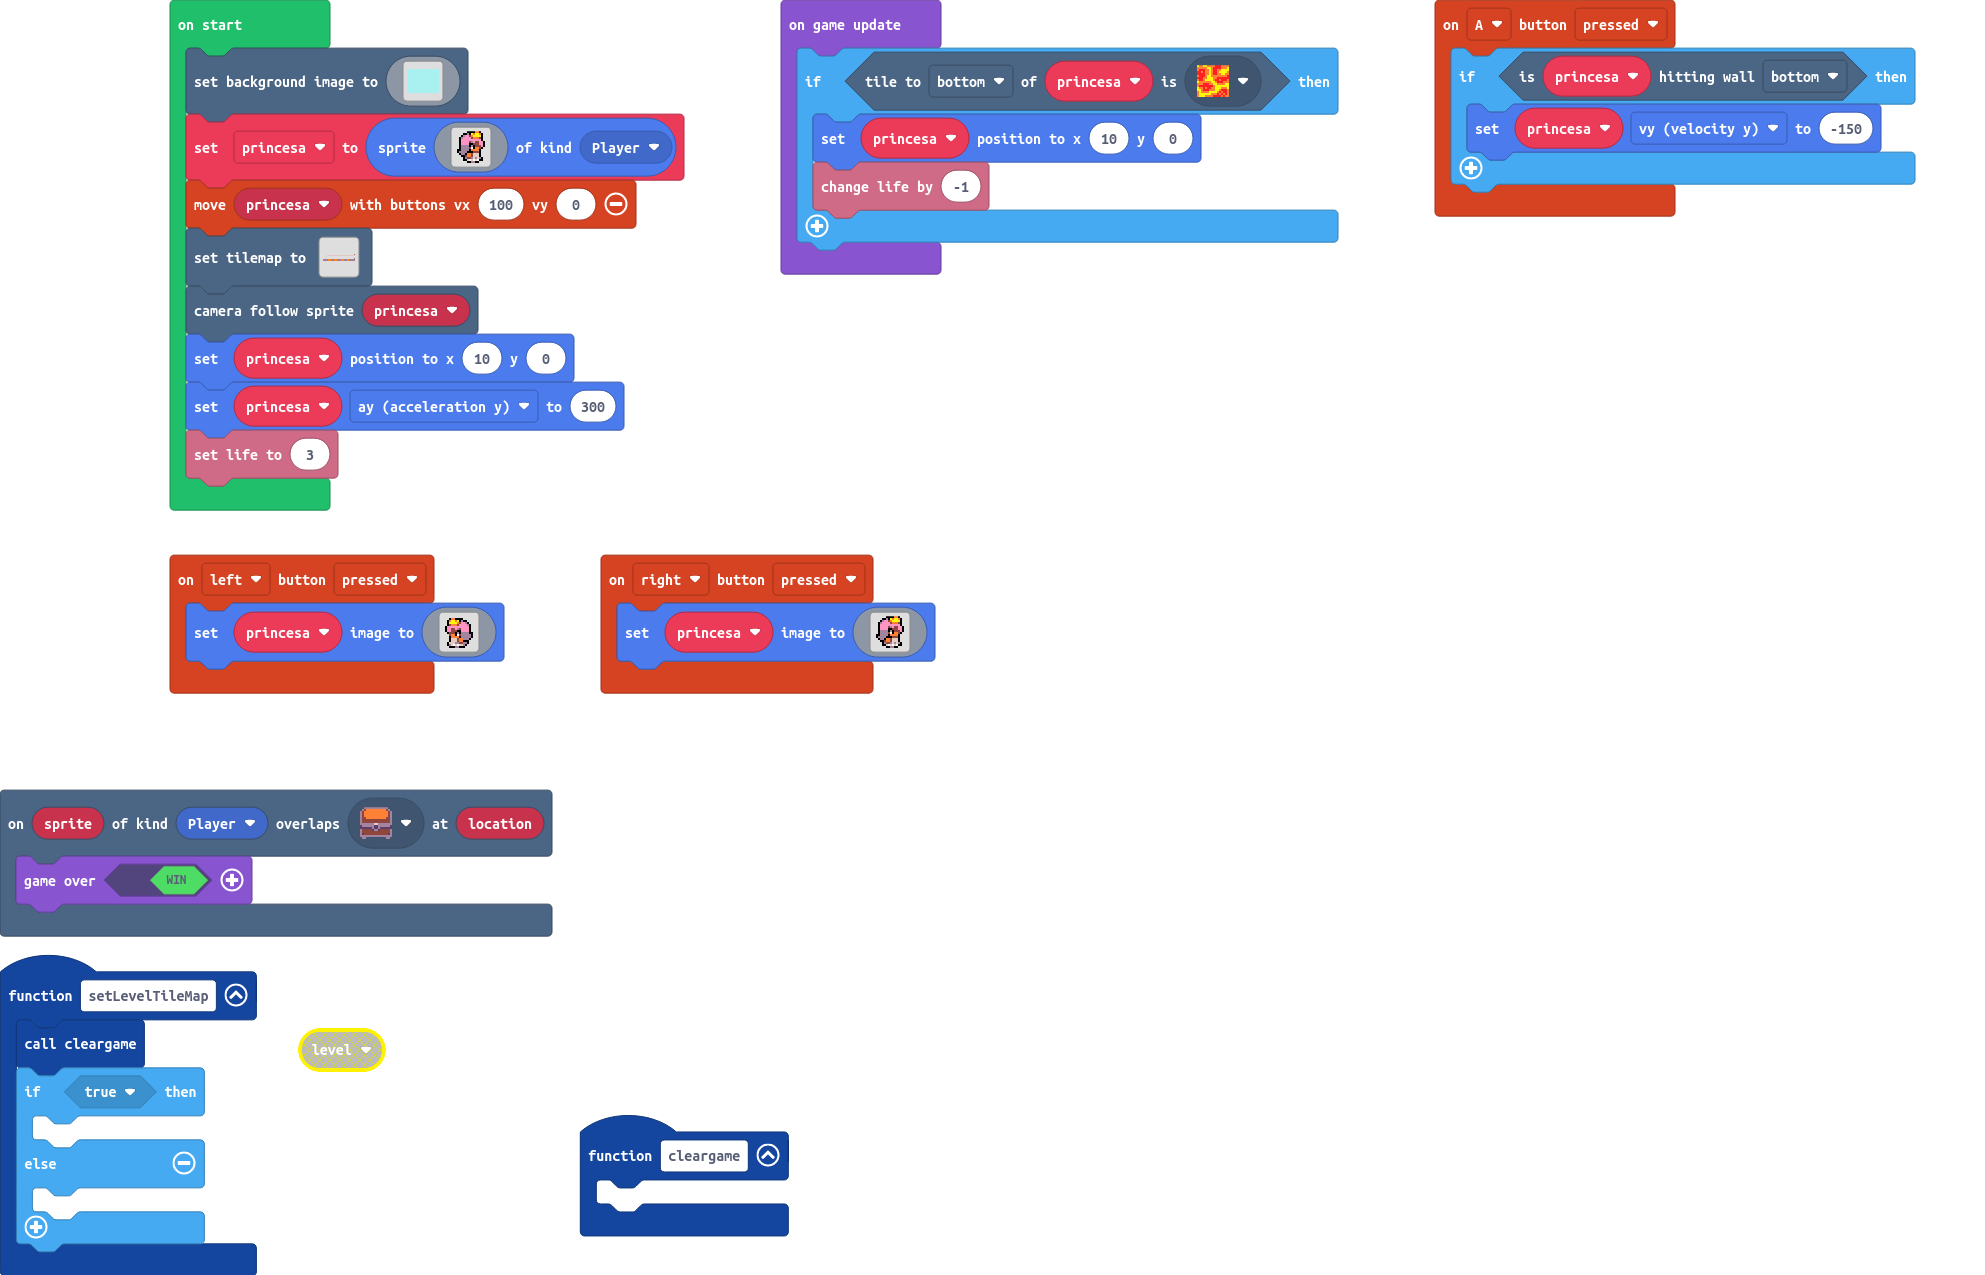 on start
set background image to
set princesa to sprite of kind Player
move princesa with buttons vx 100 vy 0
set tilemap to
camera follow sprite princesa
set princesa position to x 10 y 0
set princesa ay (acceleration y) to 300
set life to 3
on game update
if tile to bottom of princesa is then
set princesa position to x 10 y 0
change life by -1
on A button pressed
if is princesa hitting wall bottom then
set princesa vy (velocity y) to -150
on left button pressed
set princesa image to
on right button pressed
set princesa image to
on sprite of kind Player overlaps at location
game over WIN
function setLevelTileMap
call cleargame
if true then
else
level
function cleargame